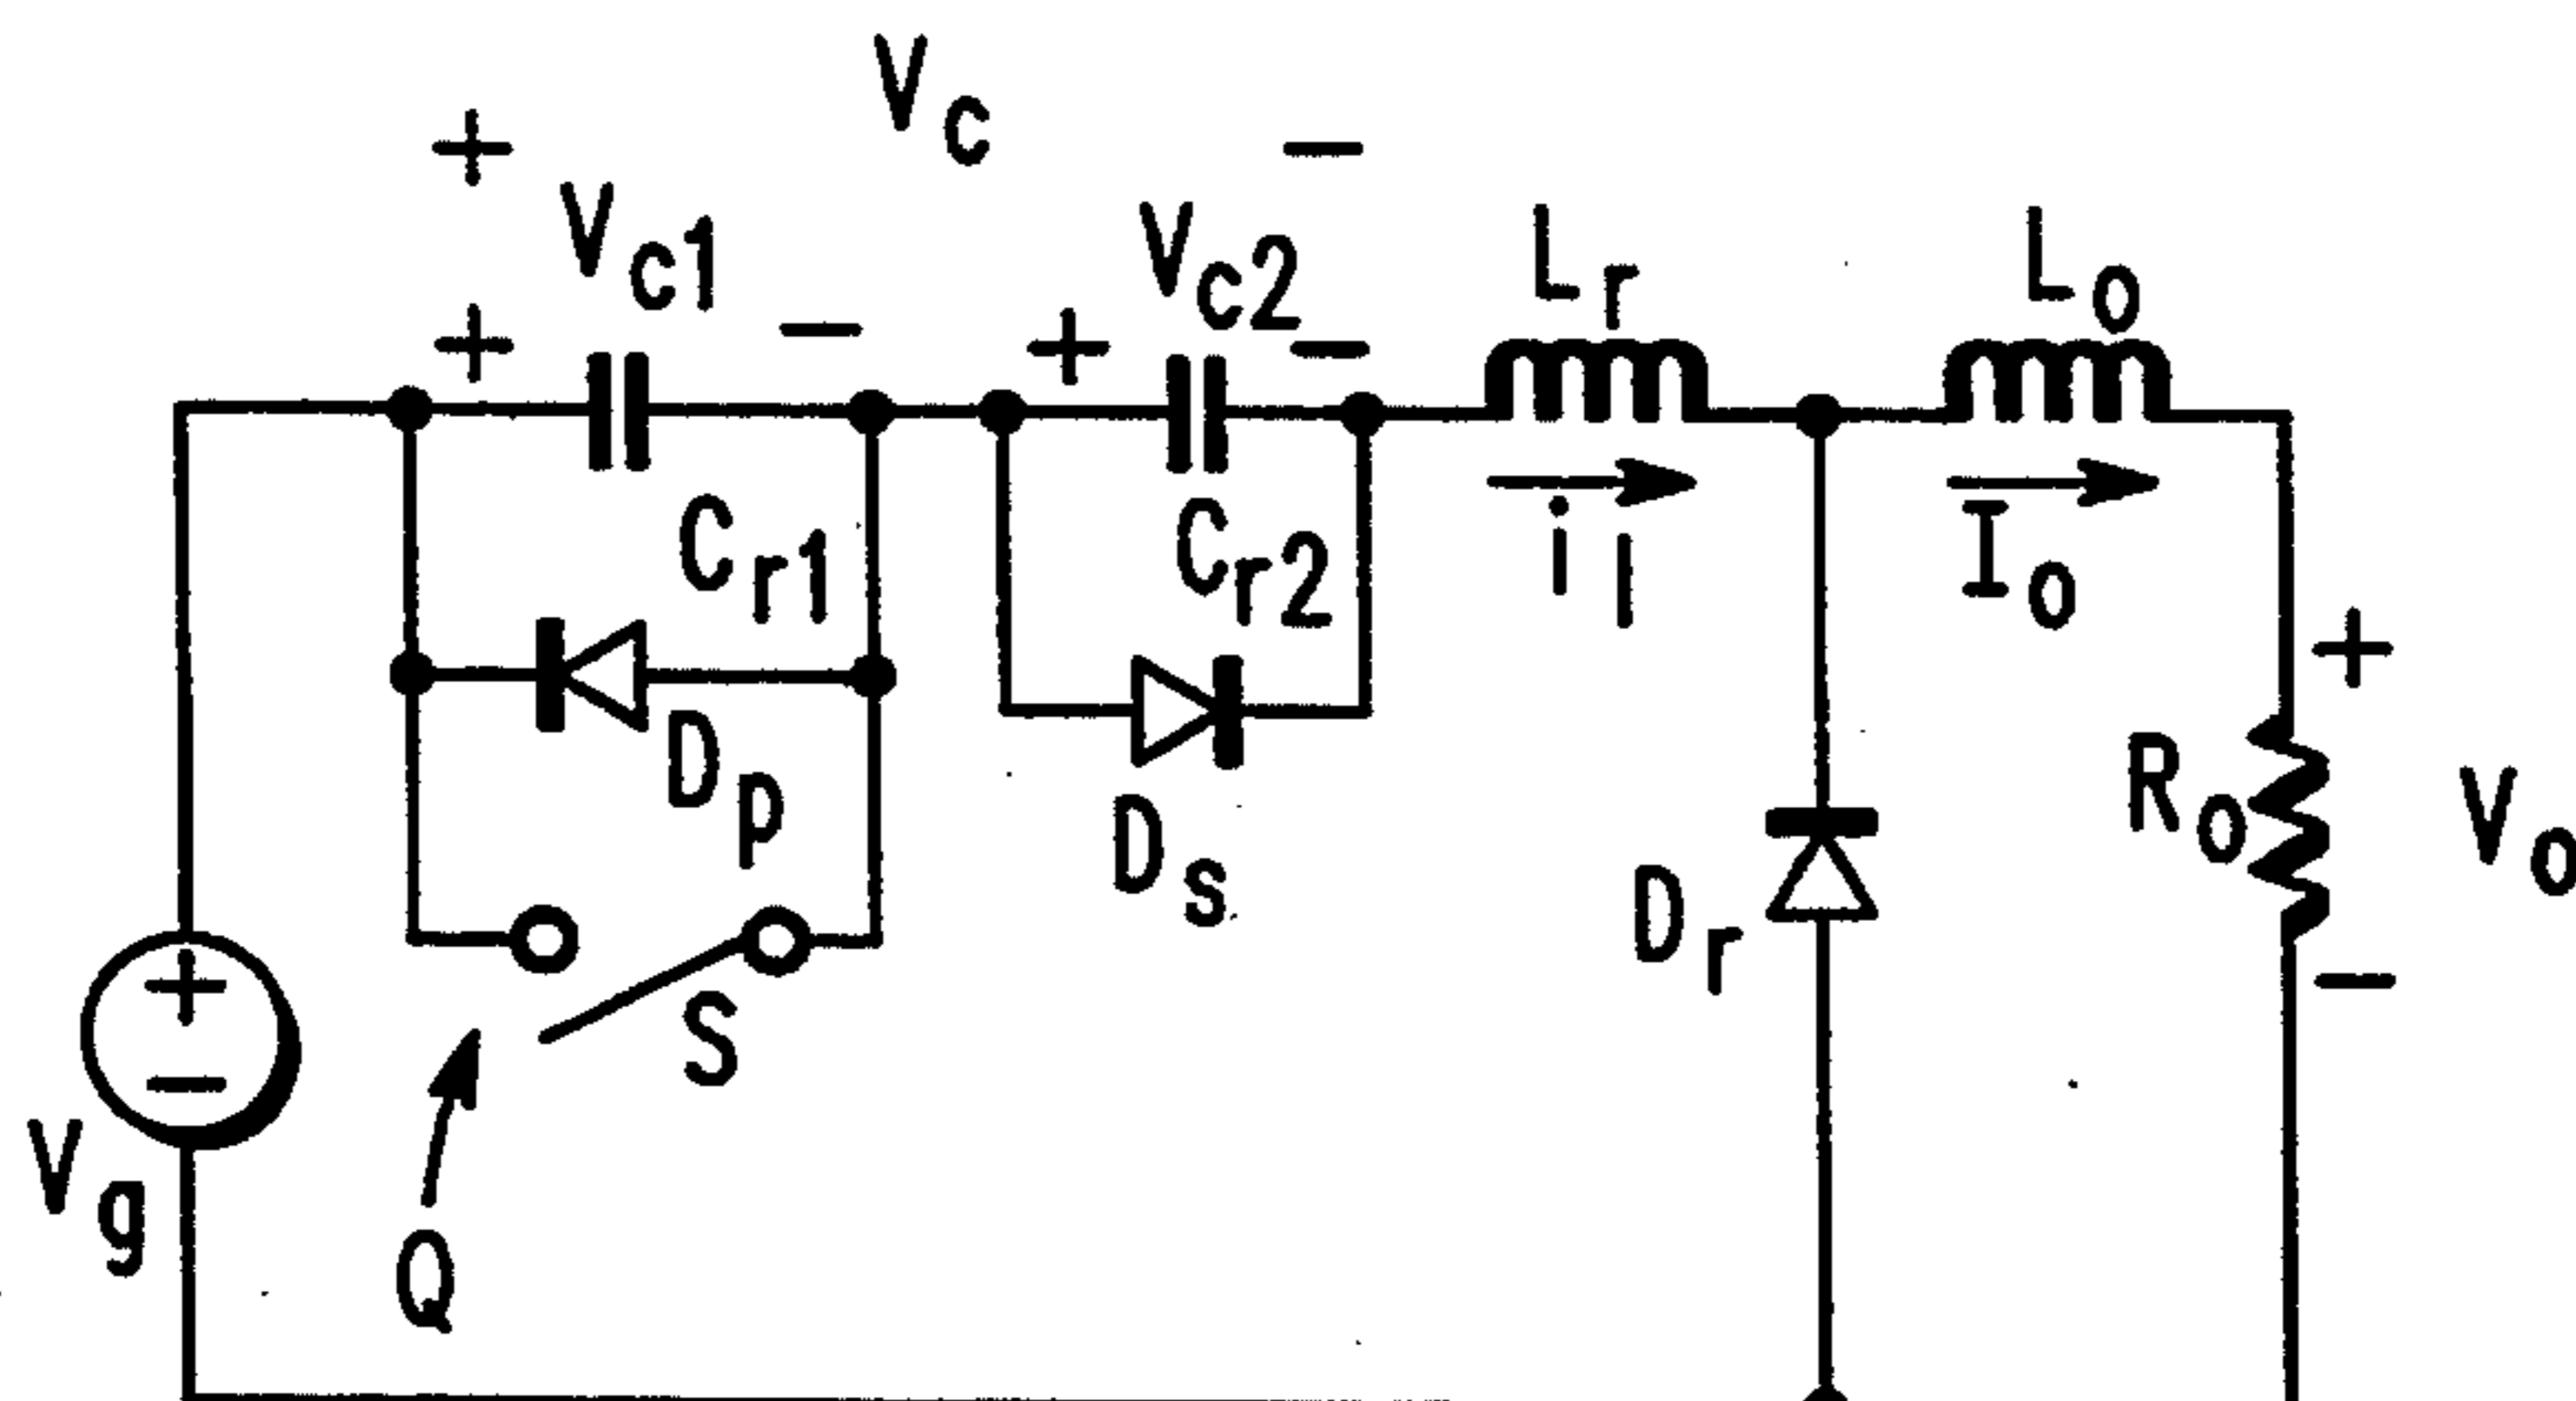 Vc
+ −
Vc1 Vc2 Lr Lo
+ − + −
Cr1 Cr2 il Io
Dp Ds Dr Ro + Vo −
S
+
−
Vg
Q